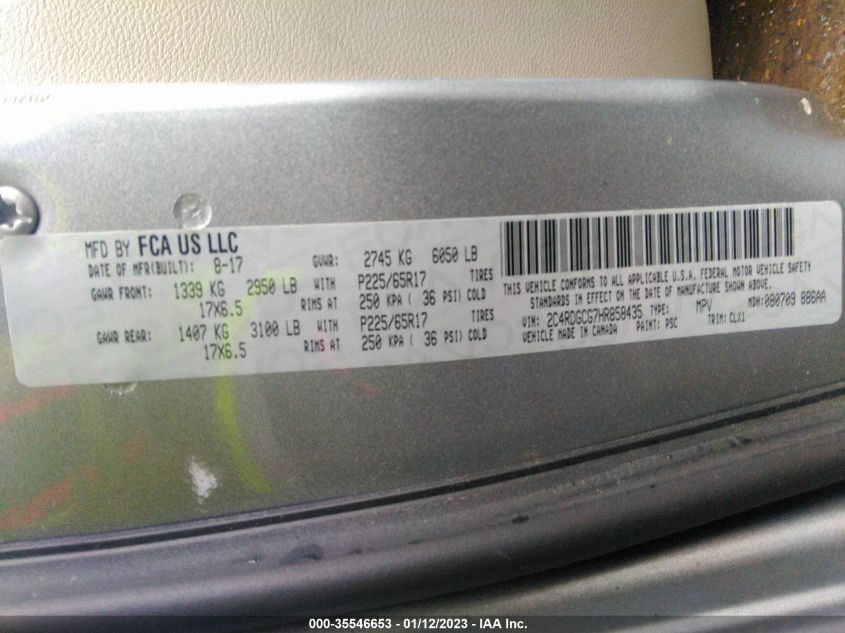 MFD BY FCA US LLC
DATE OF MFR(BUILT): 8-17 GVWR: 2745 KG 6050 LB
GAWR FRONT: 1339 KG 2950 LB WITH P225/65R17 TIRES
17X6.5 RIMS AT 250 KPA ( 36 PSI) COLD
GAWR REAR: 1407 KG 3100 LB WITH P225/65R17 TIRES
17X6.5 RIMS AT 250 KPA ( 36 PSI) COLD
THIS VEHICLE CONFORMS TO ALL APPLICABLE U.S.A. FEDERAL MOTOR VEHICLE SAFETY
STANDARDS IN EFFECT ON THE DATE OF MANUFACTURE SHOWN ABOVE.
VIN: 2C4RDGCG7HR858435 TYPE: MPV MDH: 080709 886AA
VEHICLE MADE IN CANADA PAINT: PSC TRIM: CLX1
000-35546653 - 01/12/2023 - IAA Inc.